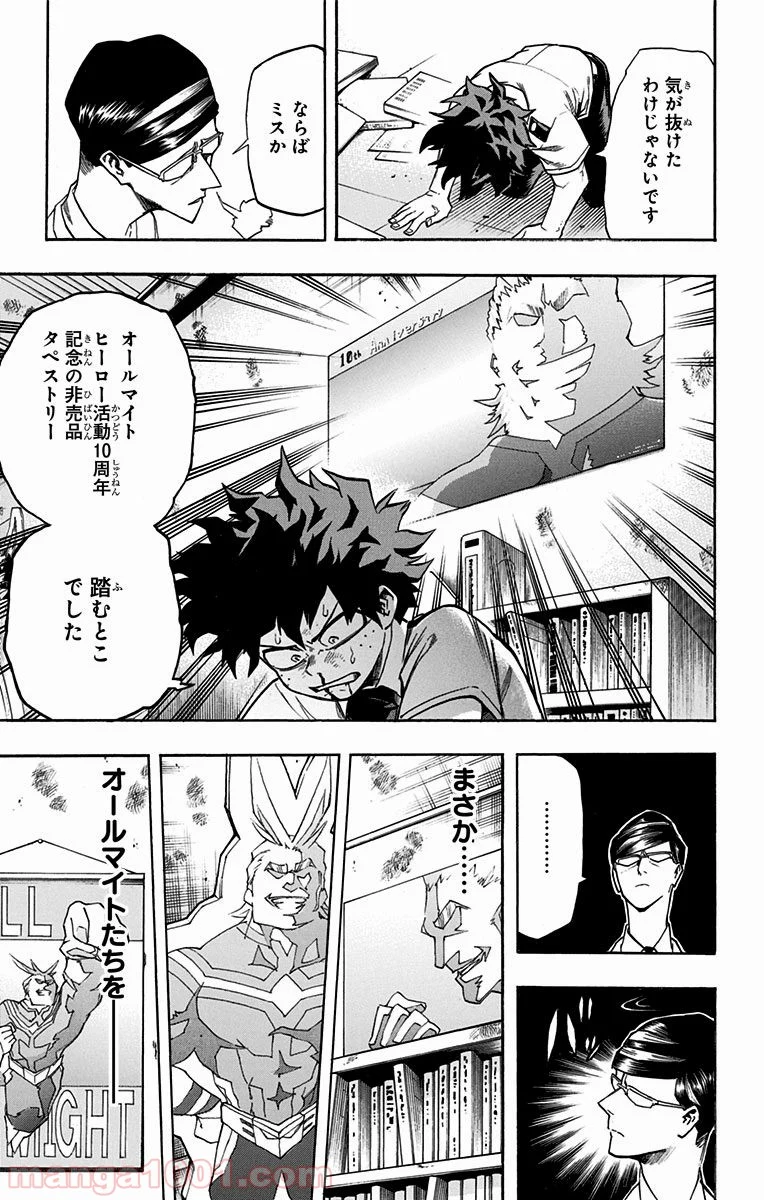 気が抜けた
わけじゃないです
ならば
ミスか
10th Anniversary
オールマイト
ヒーロー活動10周年
記念の非売品
タペストリー
踏むとこ
でした
…………
まさか……
オールマイトたちを——
LL
MIGHT
manga1001.com